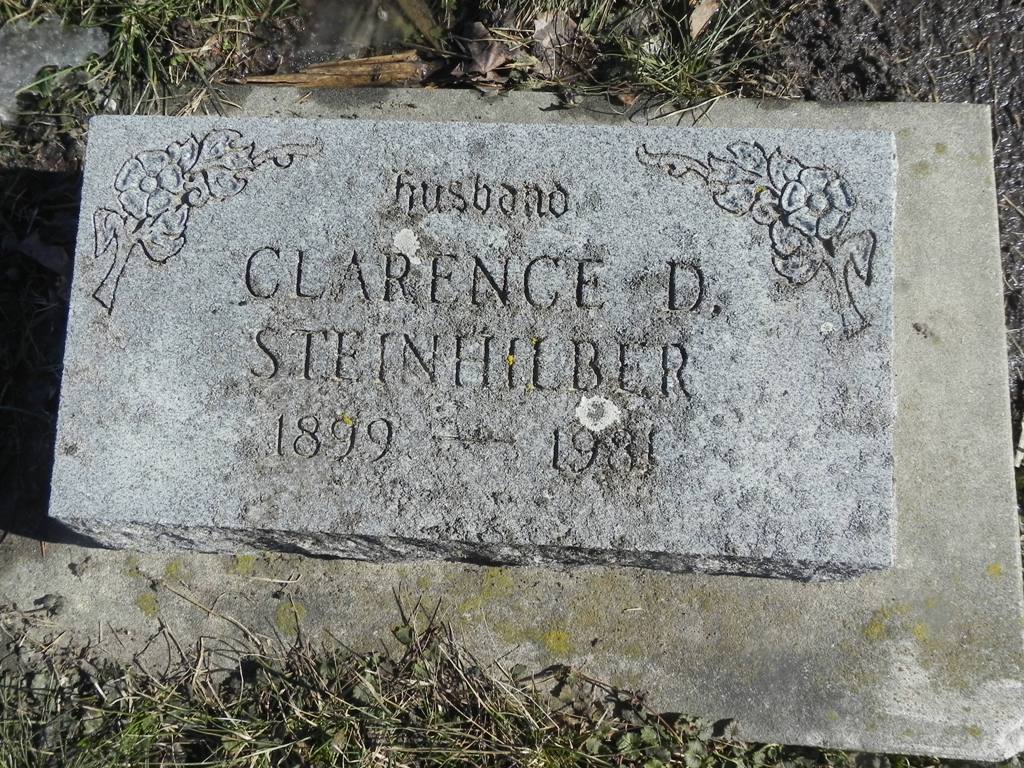 husband
CLARENCE D.
STEINHILBER
1899 — 1981